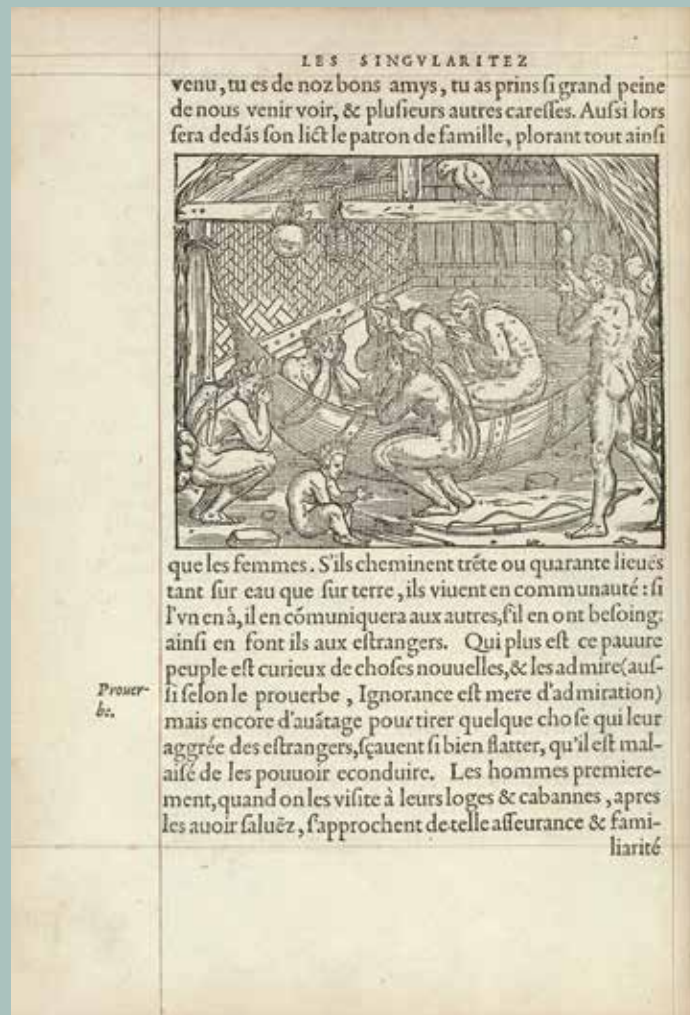 LES SINGVLARITEZ
venu, tu es de noz bons amys, tu as prins ſi grand peine
de nous venir voir, & pluſieurs autres careſſes. Auſsi lors
ſera dedãs ſon lict le patron de famille, plorant tout ainſi
que les femmes. S'ils cheminent trẽte ou quarante lieuës
tant ſur eau que ſur terre, ils viuent en communauté: ſi
l'vn en à, il en cõmuniquera aux autres, ſ'il en ont beſoing:
ainſi en font ils aux eſtrangers. Qui plus eſt ce pauure
peuple eſt curieux de choſes nouuelles, & les admire (auſ-
ſi ſelon le prouerbe, Ignorance eſt mere d'admiration)
Prouer-
be.
mais encore d'auãtage pour tirer quelque choſe qui leur
aggrée des eſtrangers, ſçauent ſi bien flatter, qu'il eſt mal-
aiſé de les pouuoir econduire. Les hommes premiere-
ment, quand on les viſite à leurs loges & cabannes, apres
les auoir ſaluëz, ſ'approchent de telle aſſeurance & fami-
liarité